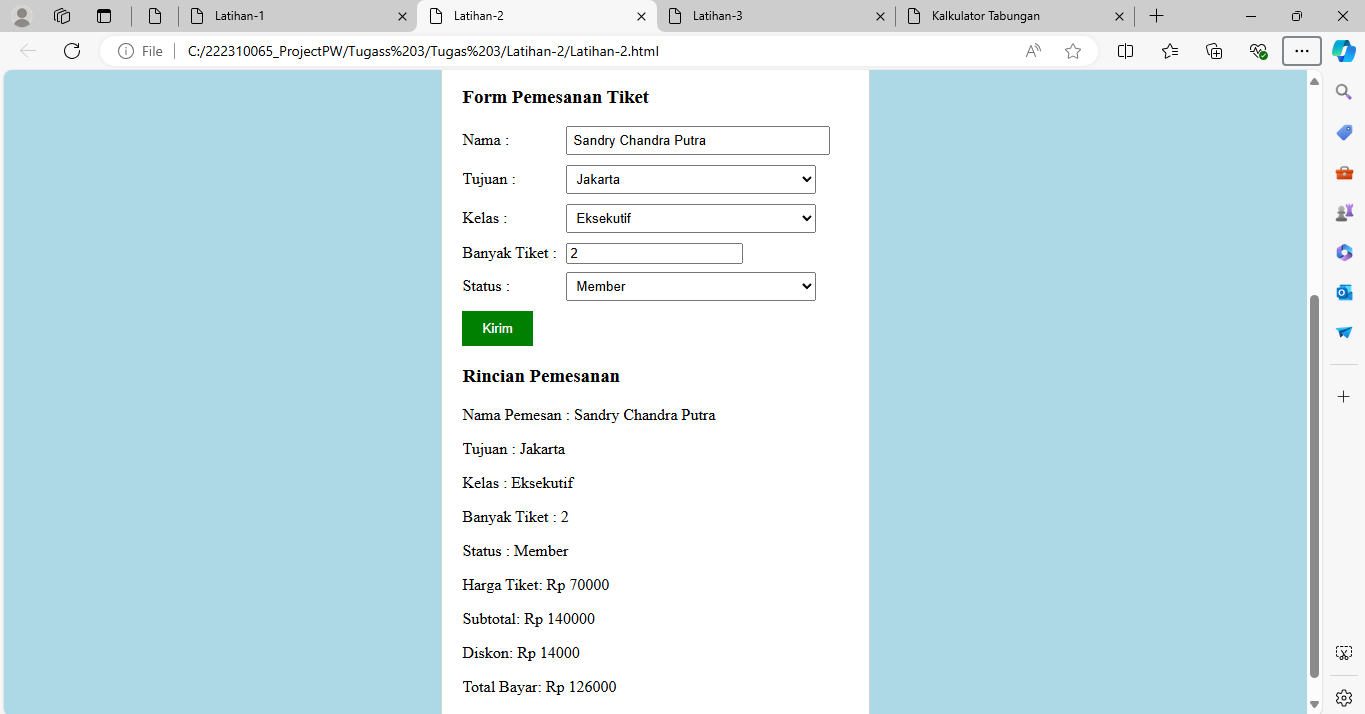 Latihan-1
Latihan-2
Latihan-3
Kalkulator Tabungan
File
C:/222310065_ProjectPW/Tugass%203/Tugas%203/Latihan-2/Latihan-2.html
Form Pemesanan Tiket
Nama : Sandry Chandra Putra
Tujuan : Jakarta
Kelas : Eksekutif
Banyak Tiket : 2
Status : Member
Kirim
Rincian Pemesanan
Nama Pemesan : Sandry Chandra Putra
Tujuan : Jakarta
Kelas : Eksekutif
Banyak Tiket : 2
Status : Member
Harga Tiket: Rp 70000
Subtotal: Rp 140000
Diskon: Rp 14000
Total Bayar: Rp 126000